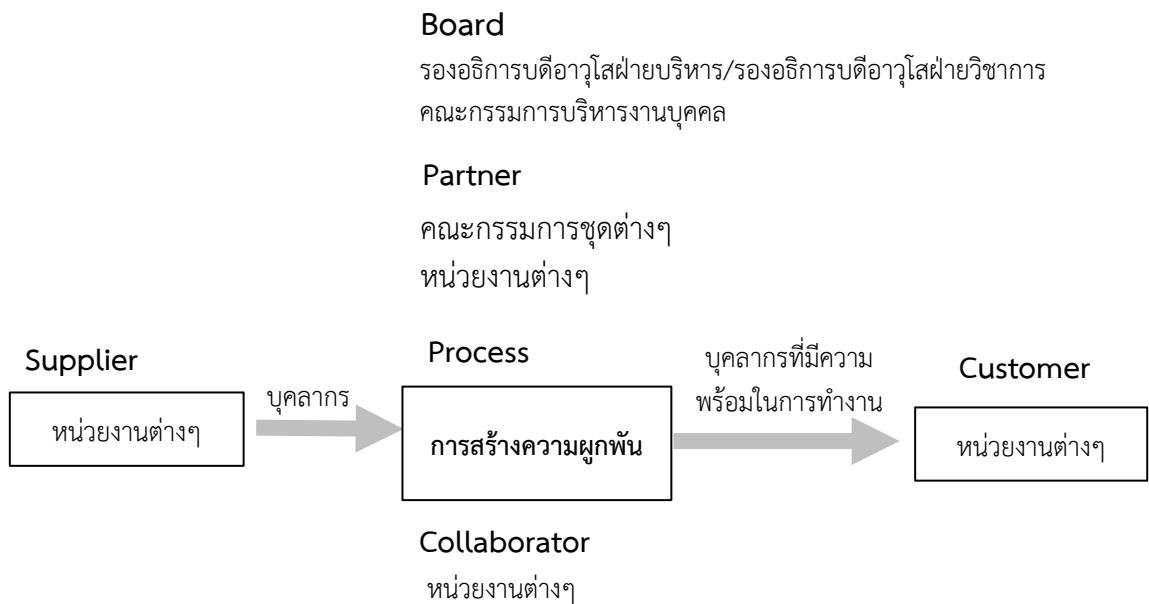 Board
รองอธิการบดีอาวุโสฝ่ายบริหาร/รองอธิการบดีอาวุโสฝ่ายวิชาการ
คณะกรรมการบริหารงานบุคคล
Partner
คณะกรรมการชุดต่างๆ
หน่วยงานต่างๆ
Supplier
หน่วยงานต่างๆ
บุคลากร
Process
การสร้างความผูกพัน
บุคลากรที่มีความ
พร้อมในการทำงาน
Customer
หน่วยงานต่างๆ
Collaborator
หน่วยงานต่างๆ